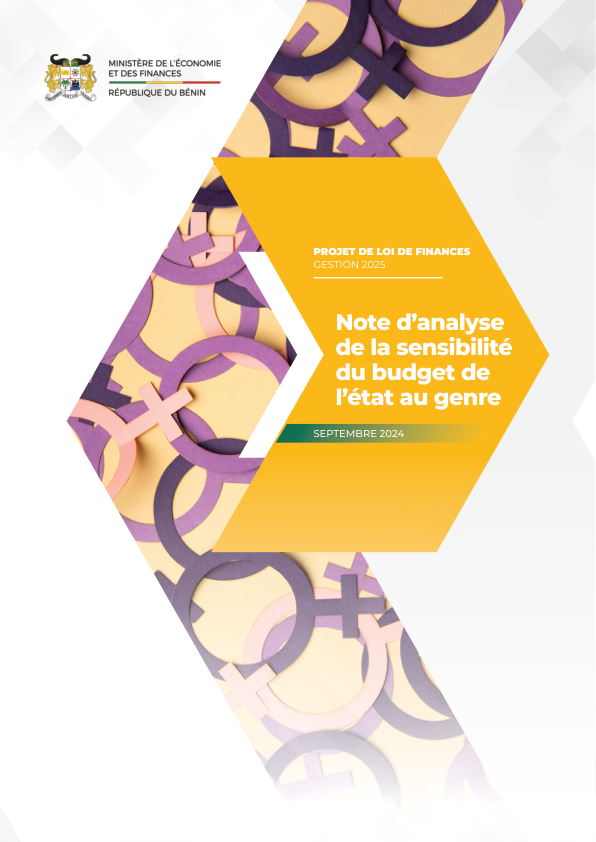 MINISTÈRE DE L'ÉCONOMIE
ET DES FINANCES
RÉPUBLIQUE DU BÉNIN
PROJET DE LOI DE FINANCES
GESTION 2025
Note d'analyse
de la sensibilité
du budget de
l'état au genre
SEPTEMBRE 2024